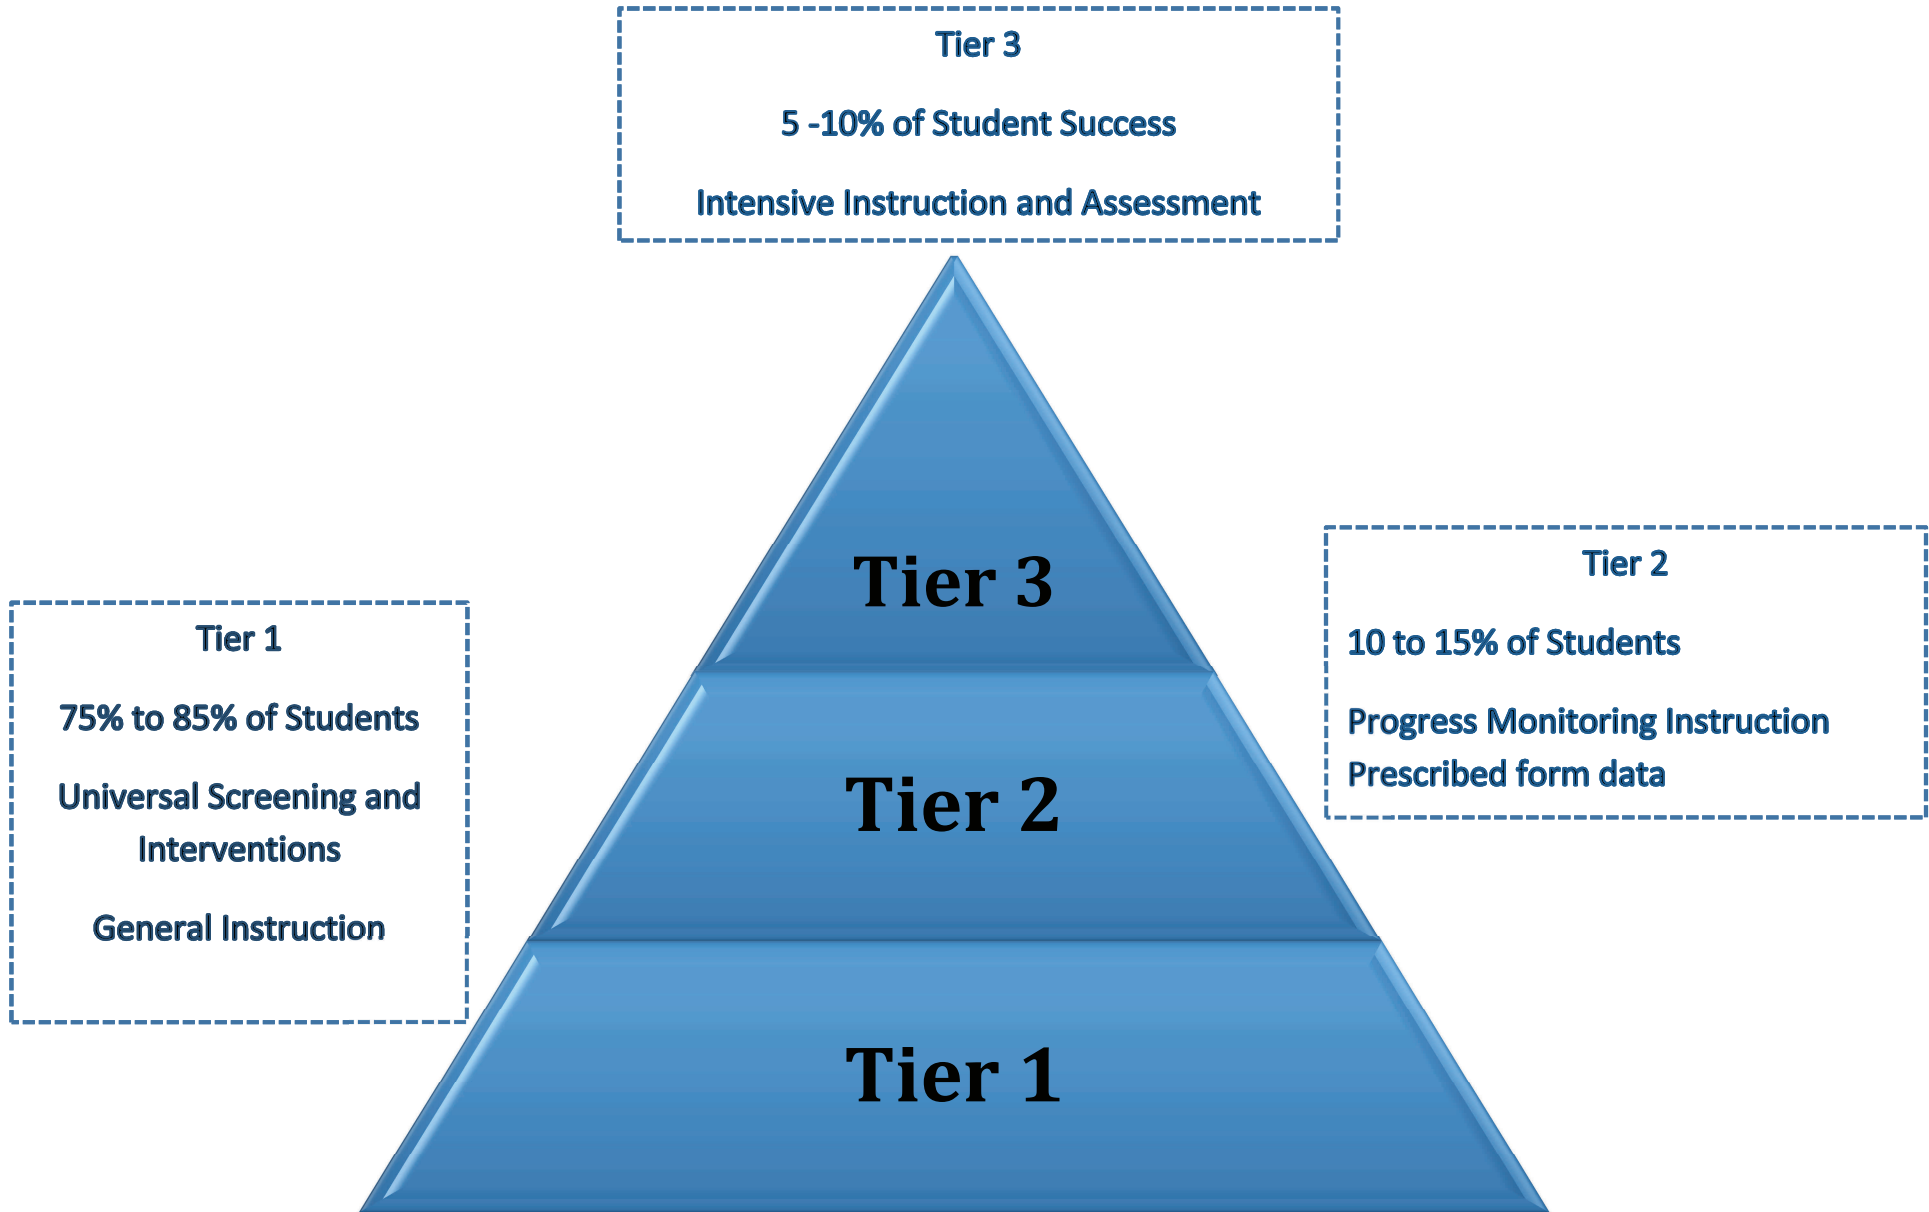 Tier 3
5 -10% of Student Success
Intensive Instruction and Assessment
Tier 3
Tier 2
10 to 15% of Students
Progress Monitoring Instruction
Prescribed form data
Tier 1
75% to 85% of Students
Universal Screening and
Interventions
General Instruction
Tier 2
Tier 1